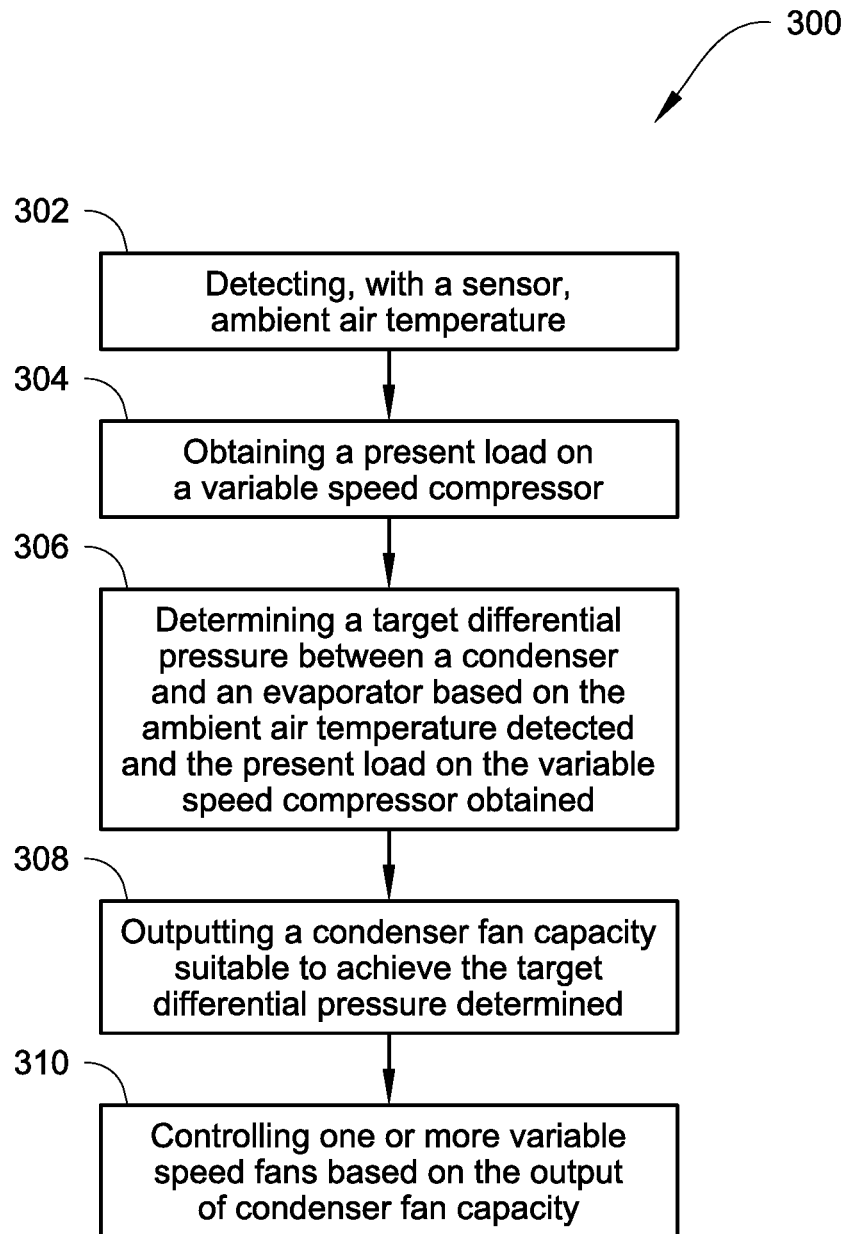 300
302
Detecting, with a sensor,
ambient air temperature
304
Obtaining a present load on
a variable speed compressor
306
Determining a target differential
pressure between a condenser
and an evaporator based on the
ambient air temperature detected
and the present load on the variable
speed compressor obtained
308
Outputting a condenser fan capacity
suitable to achieve the target
differential pressure determined
310
Controlling one or more variable
speed fans based on the output
of condenser fan capacity